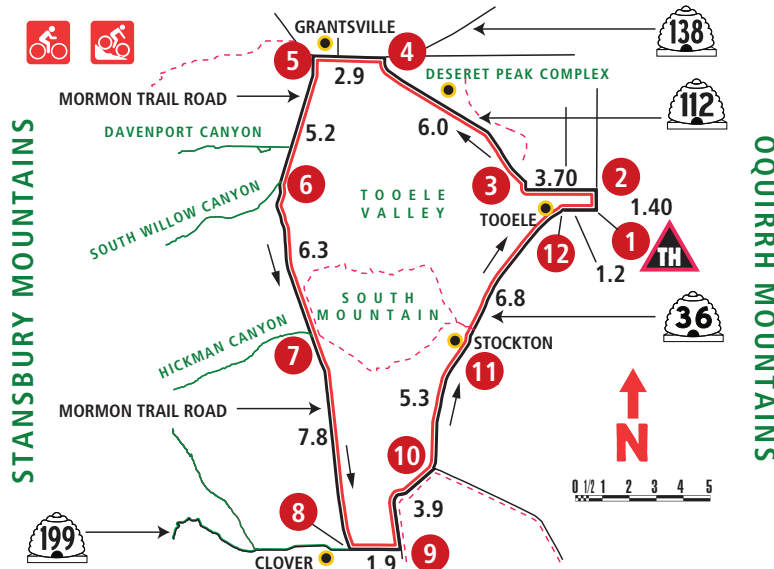 GRANTSVILLE
138
5
4
2.9
DESERET PEAK COMPLEX
MORMON TRAIL ROAD
112
6.0
DAVENPORT CANYON
5.2
STANSBURY MOUNTAINS
OQUIRRH MOUNTAINS
6
3
3.70
2
TOOELE
VALLEY
1.40
SOUTH WILLOW CANYON
TOOELE
1
TH
12
1.2
6.3
SOUTH
MOUNTAIN
6.8
36
HICKMAN CANYON
STOCKTON
7
11
5.3
MORMON TRAIL ROAD
N
7.8
10
0 1/2 1 2 3 4 5
8
3.9
199
9
CLOVER
1.9